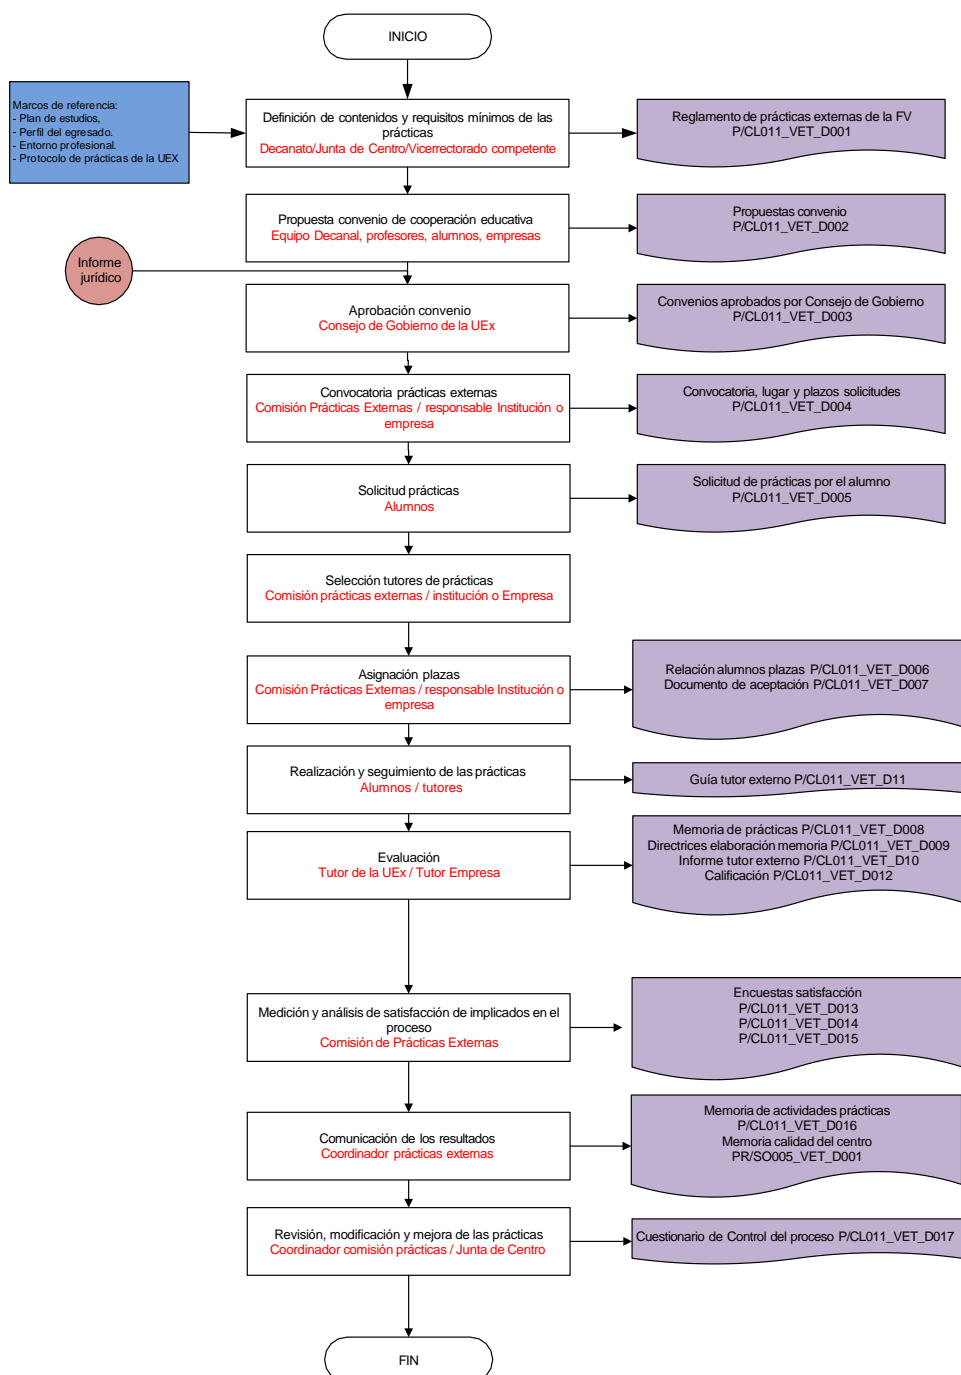 INICIO
Marcos de referencia:
- Plan de estudios,
- Perfil del egresado.
- Entorno profesional.
- Protocolo de prácticas de la UEX
Definición de contenidos y requisitos mínimos de las
prácticas
Decanato/Junta de Centro/Vicerrectorado competente
Reglamento de prácticas externas de la FV
P/CL011_VET_D001
Propuesta convenio de cooperación educativa
Equipo Decanal, profesores, alumnos, empresas
Propuestas convenio
P/CL011_VET_D002
Informe
jurídico
Aprobación convenio
Consejo de Gobierno de la UEx
Convenios aprobados por Consejo de Gobierno
P/CL011_VET_D003
Convocatoria prácticas externas
Comisión Prácticas Externas / responsable Institución o
empresa
Convocatoria, lugar y plazos solicitudes
P/CL011_VET_D004
Solicitud prácticas
Alumnos
Solicitud de prácticas por el alumno
P/CL011_VET_D005
Selección tutores de prácticas
Comisión prácticas externas / institución o Empresa
Asignación plazas
Comisión Prácticas Externas / responsable Institución o
empresa
Relación alumnos plazas P/CL011_VET_D006
Documento de aceptación P/CL011_VET_D007
Realización y seguimiento de las prácticas
Alumnos / tutores
Guía tutor externo P/CL011_VET_D11
Evaluación
Tutor de la UEx / Tutor Empresa
Memoria de prácticas P/CL011_VET_D008
Directrices elaboración memoria P/CL011_VET_D009
Informe tutor externo P/CL011_VET_D10
Calificación P/CL011_VET_D012
Medición y análisis de satisfacción de implicados en el
proceso
Comisión de Prácticas Externas
Encuestas satisfacción
P/CL011_VET_D013
P/CL011_VET_D014
P/CL011_VET_D015
Comunicación de los resultados
Coordinador prácticas externas
Memoria de actividades prácticas
P/CL011_VET_D016
Memoria calidad del centro
PR/SO005_VET_D001
Revisión, modificación y mejora de las prácticas
Coordinador comisión prácticas / Junta de Centro
Cuestionario de Control del proceso P/CL011_VET_D017
FIN